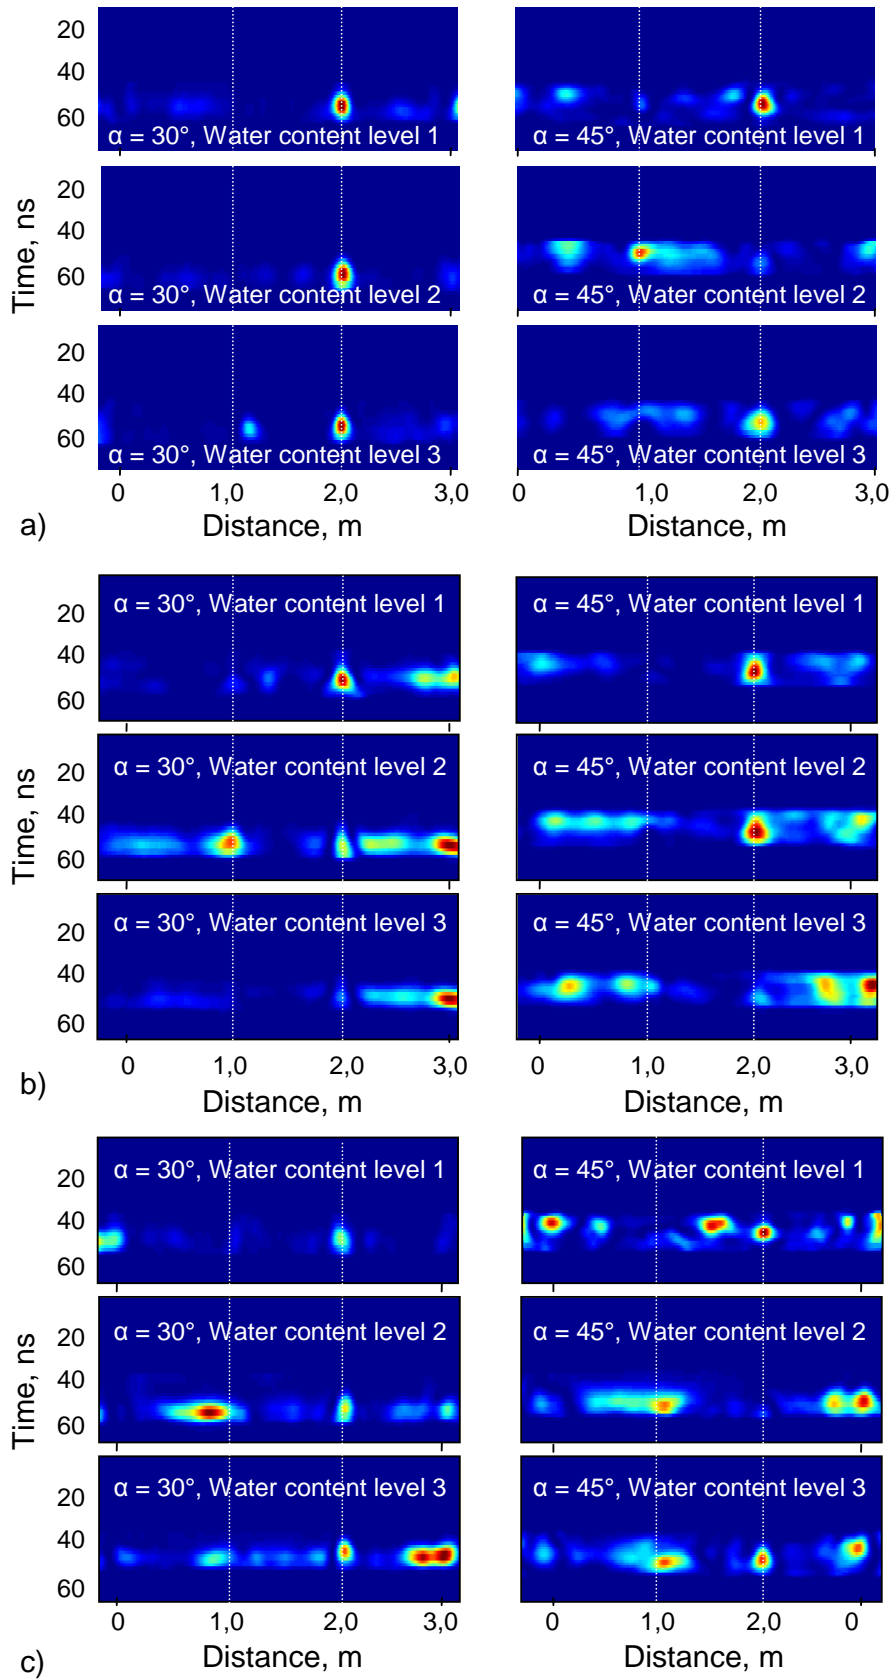 20
40
60
α = 30°, Water content level 1
α = 45°, Water content level 1
20
40
60
α = 30°, Water content level 2
α = 45°, Water content level 2
Time, ns
20
40
60
α = 30°, Water content level 3
α = 45°, Water content level 3
0 1,0 2,0 3,0
0 1,0 2,0 3,0
Distance, m
Distance, m
a)
α = 30°, Water content level 1
α = 45°, Water content level 1
20
40
60
α = 30°, Water content level 2
α = 45°, Water content level 2
20
40
60
Time, ns
α = 30°, Water content level 3
α = 45°, Water content level 3
20
40
60
0 1,0 2,0 3,0
0 1,0 2,0 3,0
Distance, m
Distance, m
b)
α = 30°, Water content level 1
α = 45°, Water content level 1
20
40
60
α = 30°, Water content level 2
α = 45°, Water content level 2
20
40
60
Time, ns
α = 30°, Water content level 3
α = 45°, Water content level 3
20
40
60
0 1,0 2,0 3,0
0 1,0 2,0 0
Distance, m
Distance, m
c)